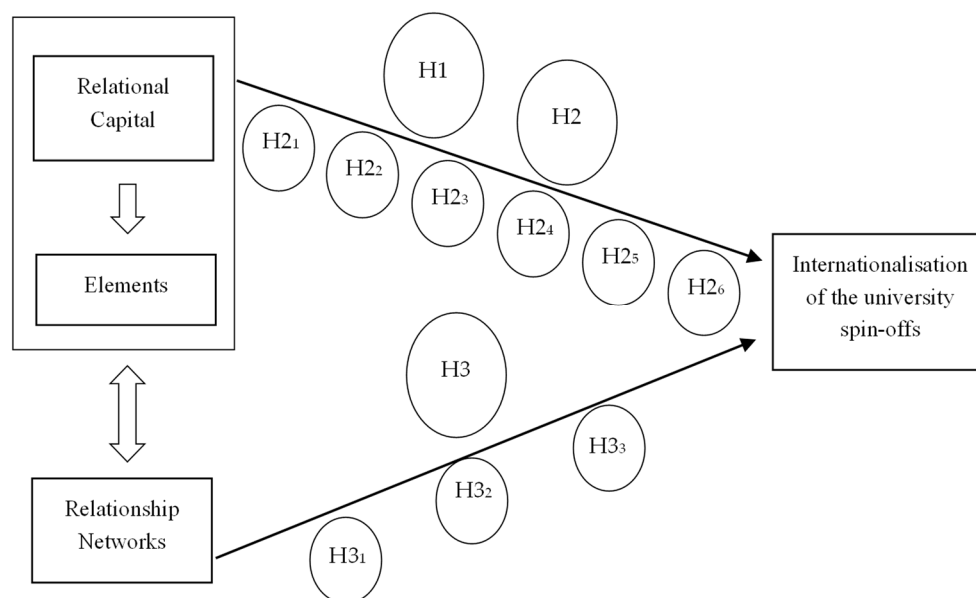 Relational
Capital
Elements
Relationship
Networks
H1
H2
H2₁
H2₂
H2₃
H2₄
H2₅
H2₆
H3
H3₁
H3₂
H3₃
Internationalisation
of the university
spin-offs